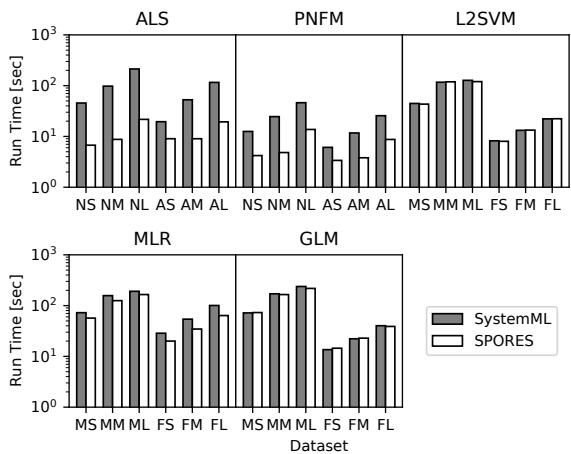 ALS PNFM L2SVM
Run Time [sec]
10³
10²
10¹
10⁰
NS NM NL AS AM AL NS NM NL AS AM AL MS MM ML FS FM FL
MLR GLM
Run Time [sec]
10³
10²
10¹
10⁰
MS MM ML FS FM FL MS MM ML FS FM FL
Dataset
SystemML
SPORES